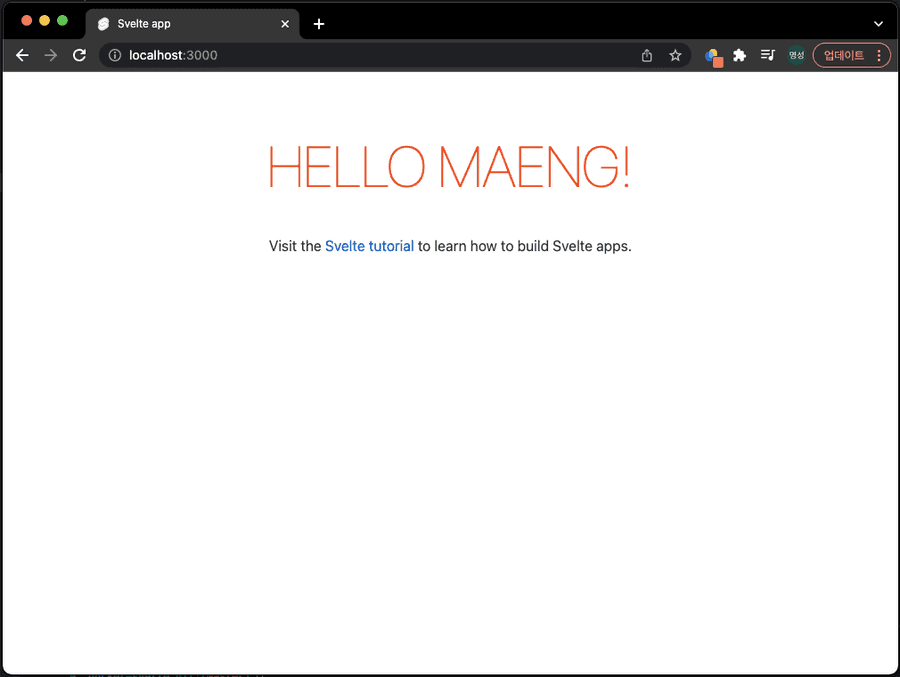 Svelte app
localhost:3000
명성
업데이트
HELLO MAENG!
Visit the Svelte tutorial to learn how to build Svelte apps.